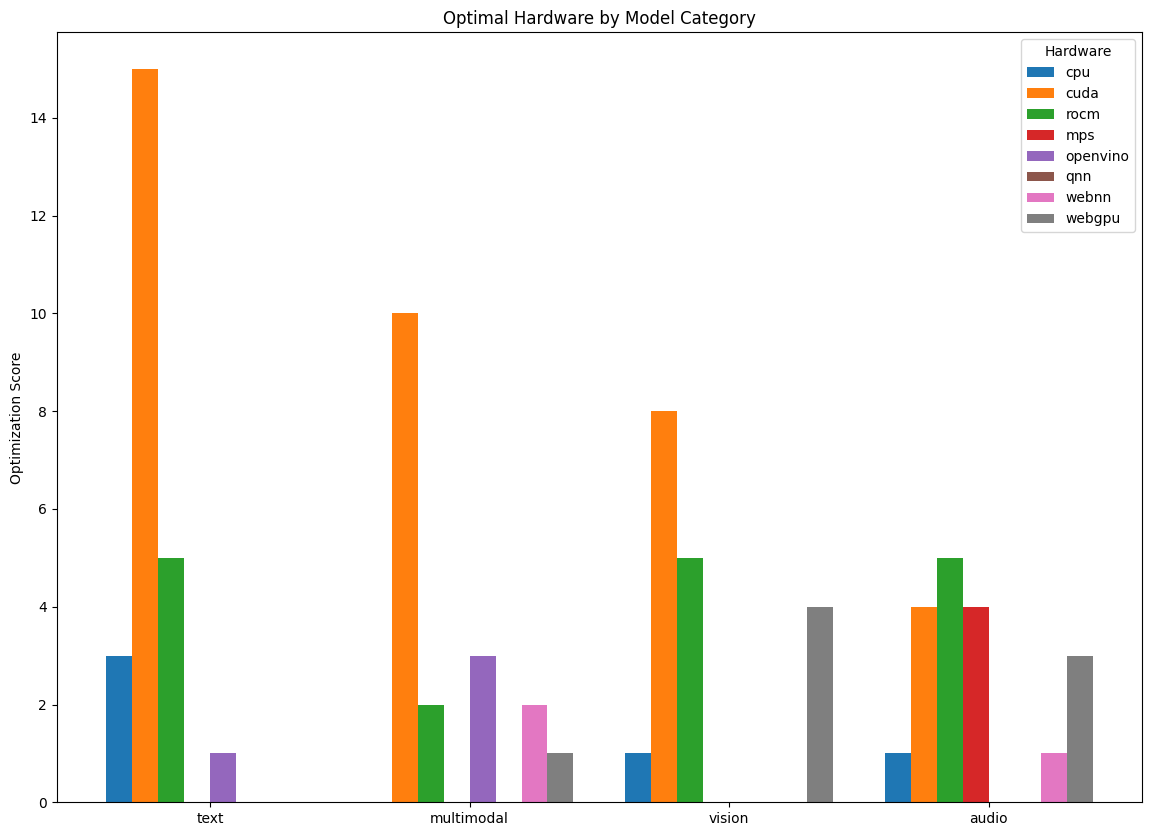 Optimal Hardware by Model Category
Optimization Score
14
12
10
8
6
4
2
0
text
multimodal
vision
audio
Hardware
cpu
cuda
rocm
mps
openvino
qnn
webnn
webgpu